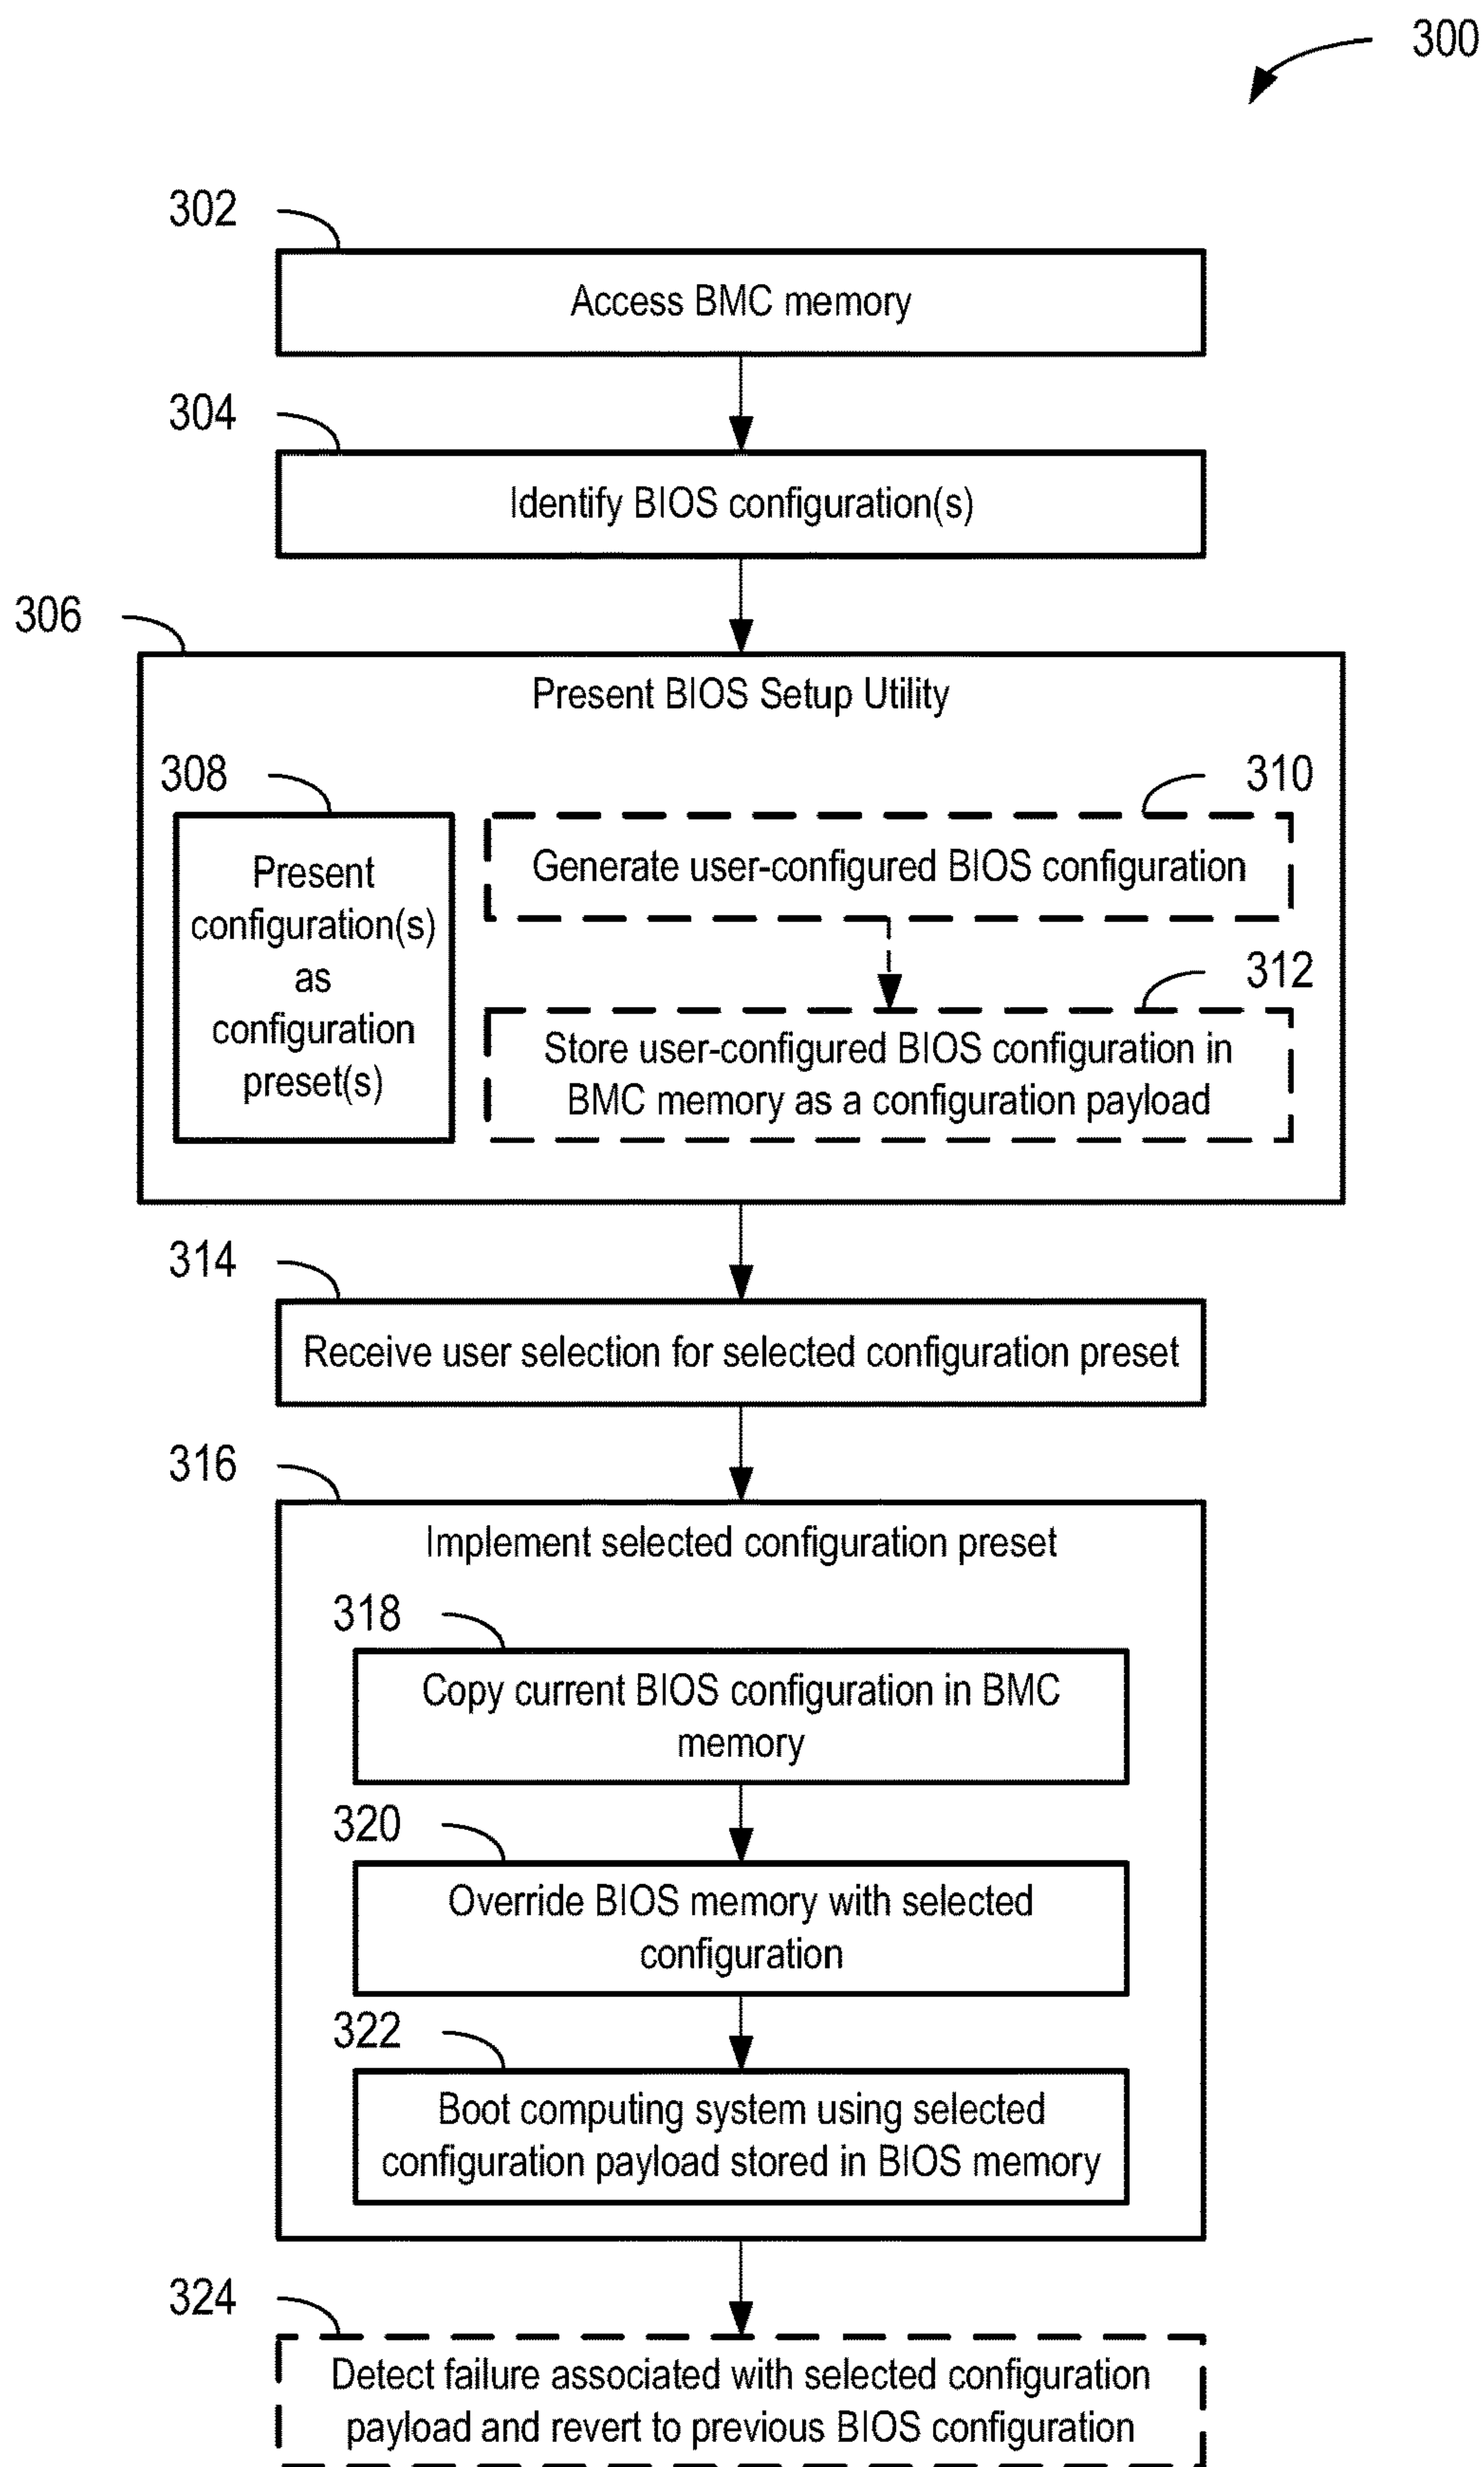 300
302
Access BMC memory
304
Identify BIOS configuration(s)
306
Present BIOS Setup Utility
308
Present
configuration(s)
as
configuration
preset(s)
310
Generate user-configured BIOS configuration
312
Store user-configured BIOS configuration in
BMC memory as a configuration payload
314
Receive user selection for selected configuration preset
316
Implement selected configuration preset
318
Copy current BIOS configuration in BMC
memory
320
Override BIOS memory with selected
configuration
322
Boot computing system using selected
configuration payload stored in BIOS memory
324
Detect failure associated with selected configuration
payload and revert to previous BIOS configuration